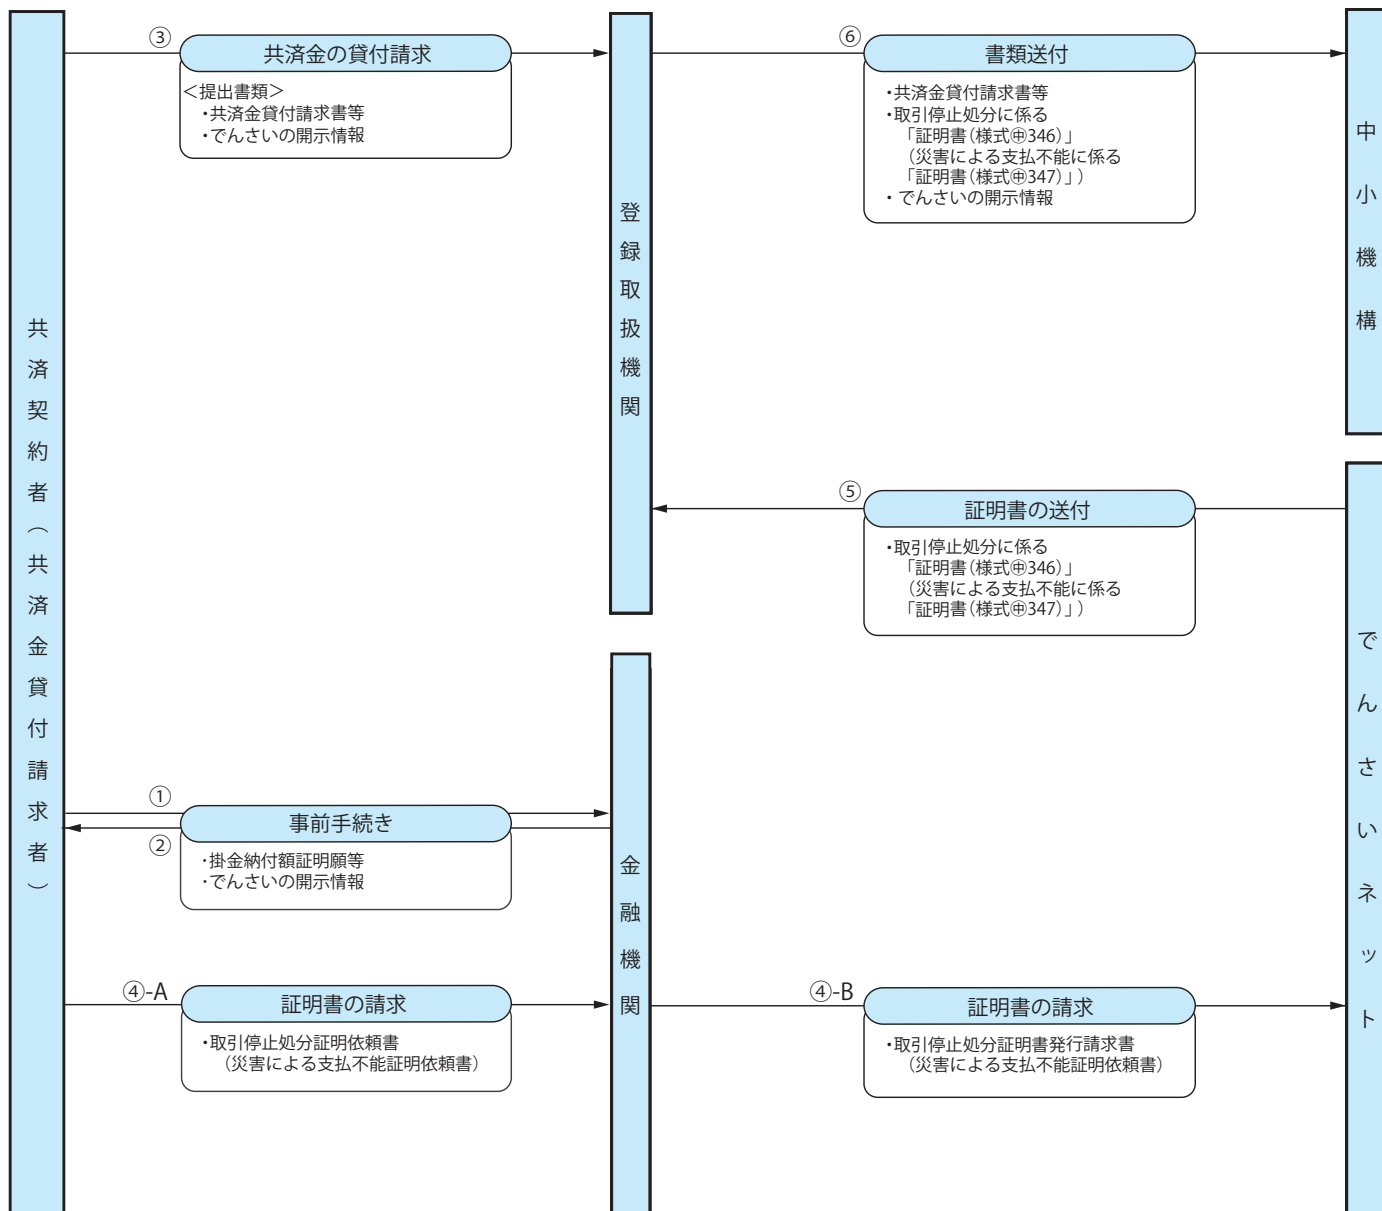 共済契約者（共済金貸付請求者）
③
共済金の貸付請求
＜提出書類＞
・共済金貸付請求書等
・でんさいの開示情報
登録取扱機関
⑥
書類送付
・共済金貸付請求書等
・取引停止処分に係る
「証明書（様式㊥346）」
（災害による支払不能に係る
「証明書（様式㊥347）」）
・でんさいの開示情報
中小機構
⑤
証明書の送付
・取引停止処分に係る
「証明書（様式㊥346）」
（災害による支払不能に係る
「証明書（様式㊥347）」）
でんさいネット
①
事前手続き
②
・掛金納付額証明願等
・でんさいの開示情報
金融機関
④-A
証明書の請求
・取引停止処分証明依頼書
（災害による支払不能証明依頼書）
④-B
証明書の請求
・取引停止処分証明書発行請求書
（災害による支払不能証明依頼書）